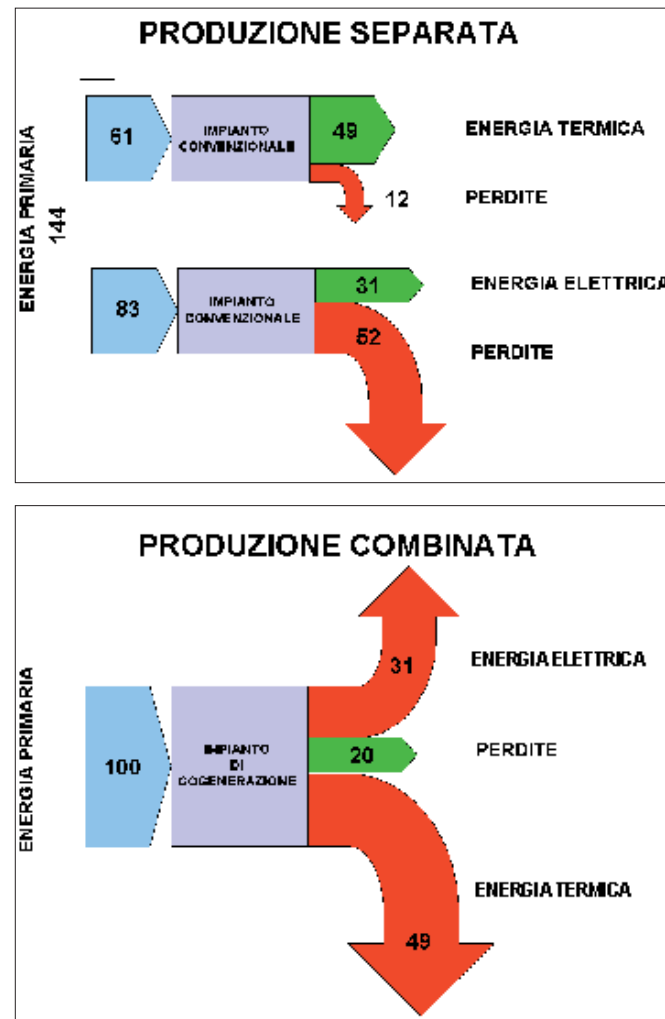 PRODUZIONE SEPARATA
ENERGIA PRIMARIA
144
61
IMPIANTO
CONVENZIONALE
49
ENERGIA TERMICA
12
PERDITE
83
IMPIANTO
CONVENZIONALE
31
ENERGIA ELETTRICA
52
PERDITE
PRODUZIONE COMBINATA
ENERGIA PRIMARIA
100
IMPIANTO
DI
COGENERAZIONE
31
ENERGIA ELETTRICA
20
PERDITE
49
ENERGIA TERMICA